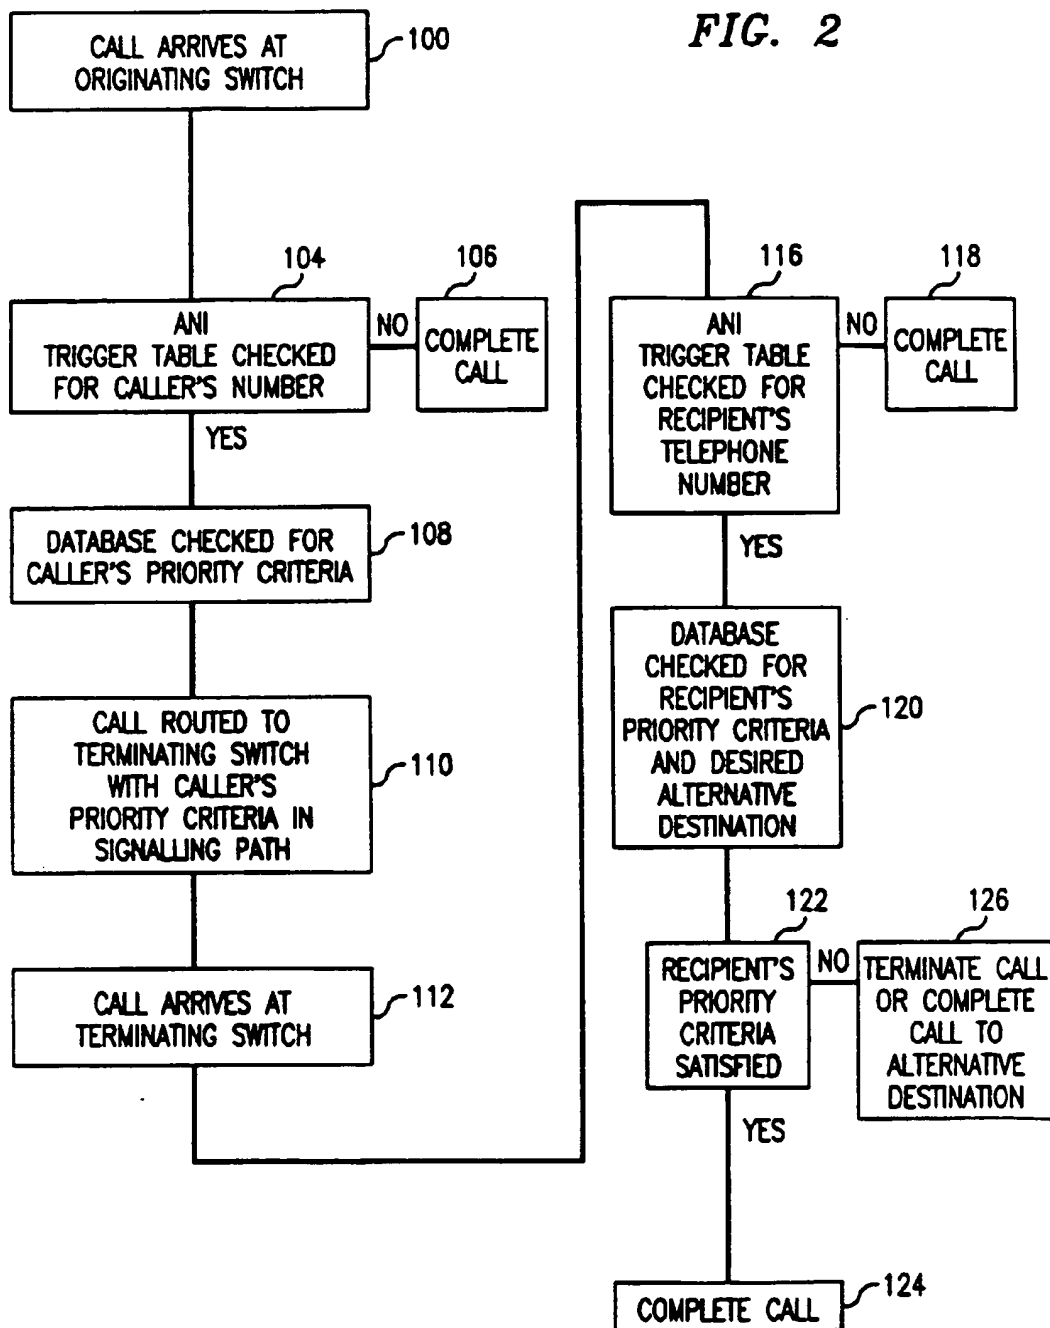 FIG. 2
CALL ARRIVES AT
ORIGINATING SWITCH
100
104
ANI
TRIGGER TABLE CHECKED
FOR CALLER'S NUMBER
NO
106
COMPLETE
CALL
YES
DATABASE CHECKED FOR
CALLER'S PRIORITY CRITERIA
108
CALL ROUTED TO
TERMINATING SWITCH
WITH CALLER'S
PRIORITY CRITERIA IN
SIGNALLING PATH
110
CALL ARRIVES AT
TERMINATING SWITCH
112
116
ANI
TRIGGER TABLE
CHECKED FOR
RECIPIENT'S
TELEPHONE
NUMBER
NO
118
COMPLETE
CALL
YES
DATABASE
CHECKED FOR
RECIPIENT'S
PRIORITY CRITERIA
AND DESIRED
ALTERNATIVE
DESTINATION
120
122
RECIPIENT'S
PRIORITY
CRITERIA
SATISFIED
NO
126
TERMINATE CALL
OR COMPLETE
CALL TO
ALTERNATIVE
DESTINATION
YES
COMPLETE CALL
124